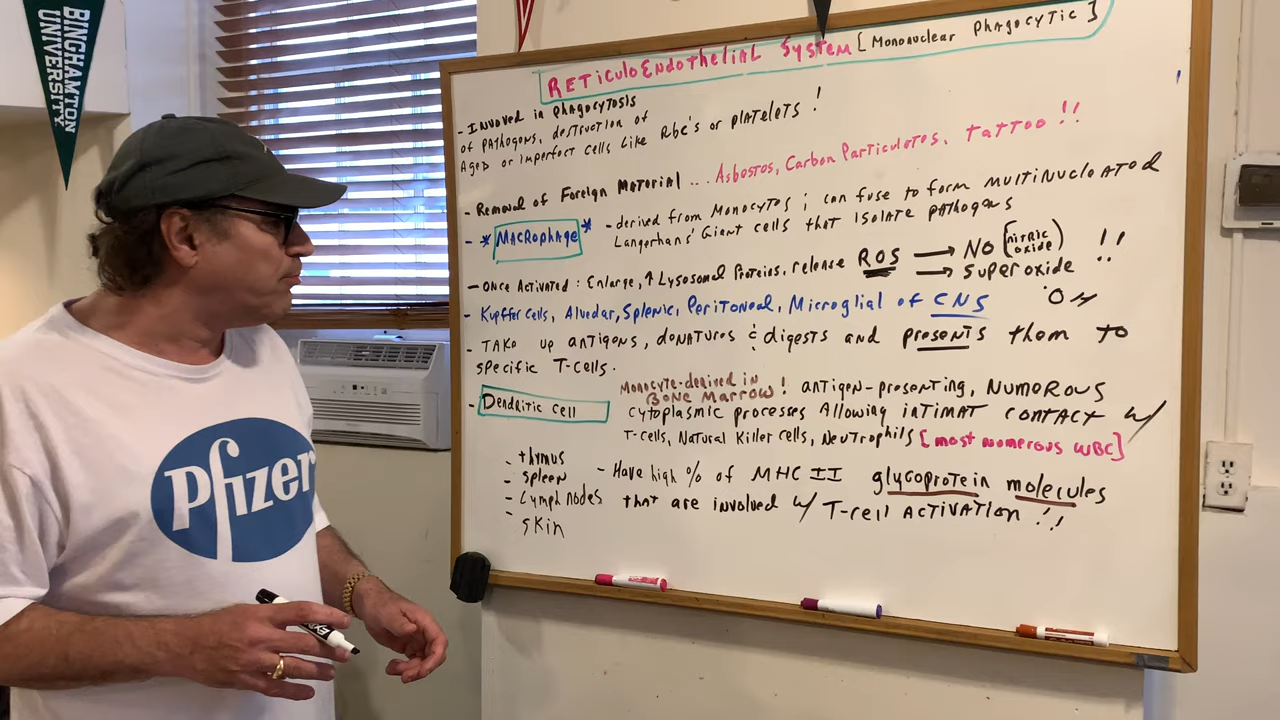 BINGHAMTON
UNIVERSITY
RETiculoENdothelial System [Mononuclear Phagocytic]
- INvolved in Phagocytosis
of pathogens, destruction of
Aged or imperfect cells like Rbc's or platelets!
- Removal of Foreign Material ... Asbostos, Carbon Particulates, Tattoo!!
- * MACRophAge * - derived from Monocytes ; can fuse to form multinucleated
Langerhans' Giant cells that isolate pathogens
- ONce Activated: Enlarge, ↑ Lysosomal Proteins, release ROS → NO (nitric oxide) !!
→ superoxide
- Kupffer cells, Alveolar, Splenic, Peritoneal, Microglial of CNS OH
- TAKe up antigens, denatures & digests and presents them to
specific T-cells.
- Dendritic cell
Monocyte-derived in
Bone Marrow! antigen-presenting, NUMOROUS
cytoplasmic processes Allowing intimat contact w/
T-cells, Natural Killer cells, Neutrophils [most numerous WBC]
- thymus
- spleen
- Lymph nodes
- skin
- Have high % of MHC II glycoprotein molecules
that are involved w/ T-cell ACTIVATION !!
Pfizer
EXPO